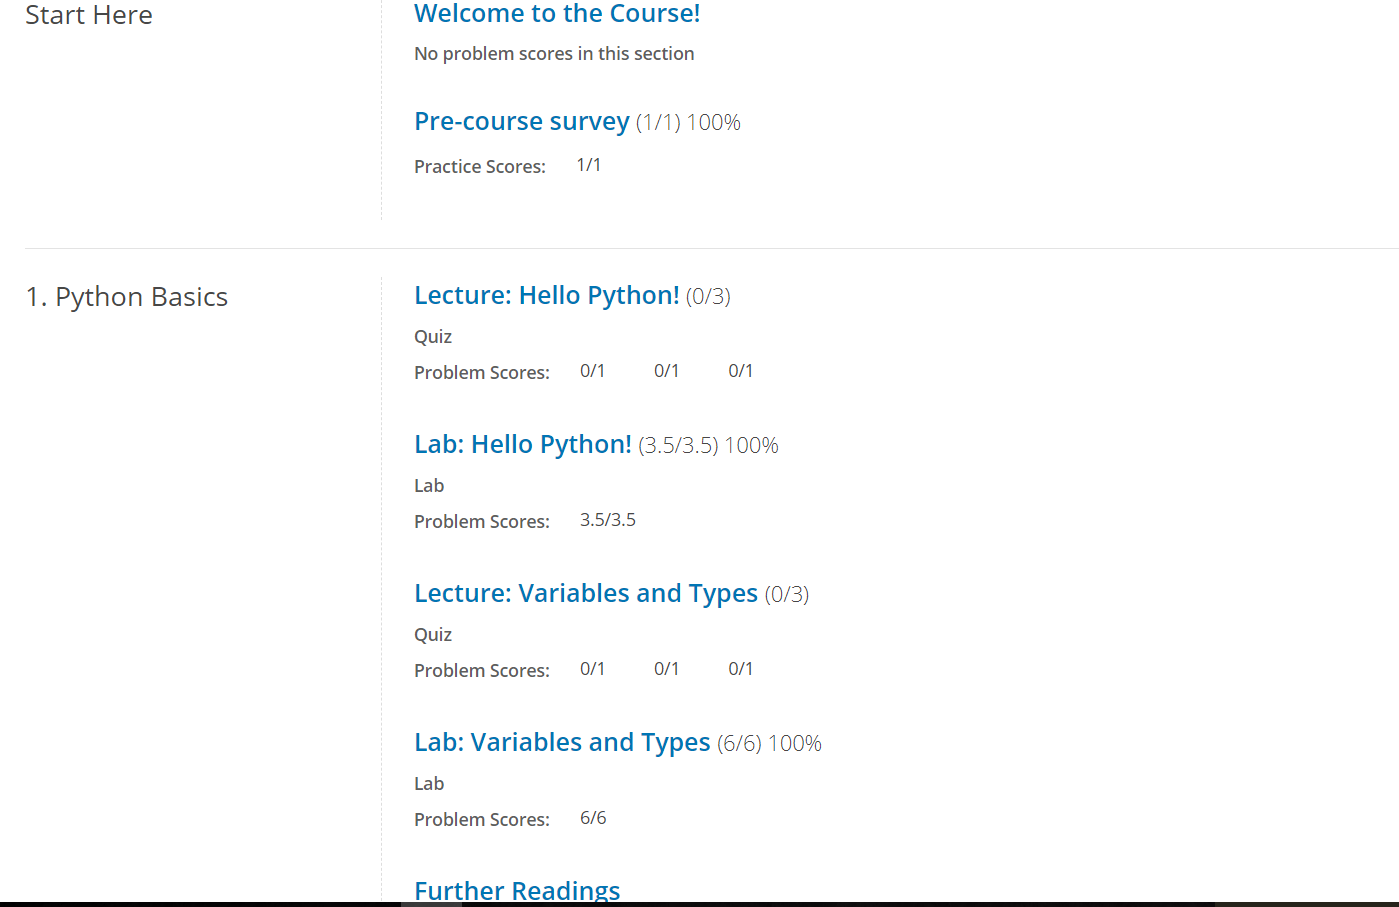 Start Here
Welcome to the Course!
No problem scores in this section
Pre-course survey (1/1) 100%
Practice Scores: 1/1
1. Python Basics
Lecture: Hello Python! (0/3)
Quiz
Problem Scores: 0/1 0/1 0/1
Lab: Hello Python! (3.5/3.5) 100%
Lab
Problem Scores: 3.5/3.5
Lecture: Variables and Types (0/3)
Quiz
Problem Scores: 0/1 0/1 0/1
Lab: Variables and Types (6/6) 100%
Lab
Problem Scores: 6/6
Further Readings